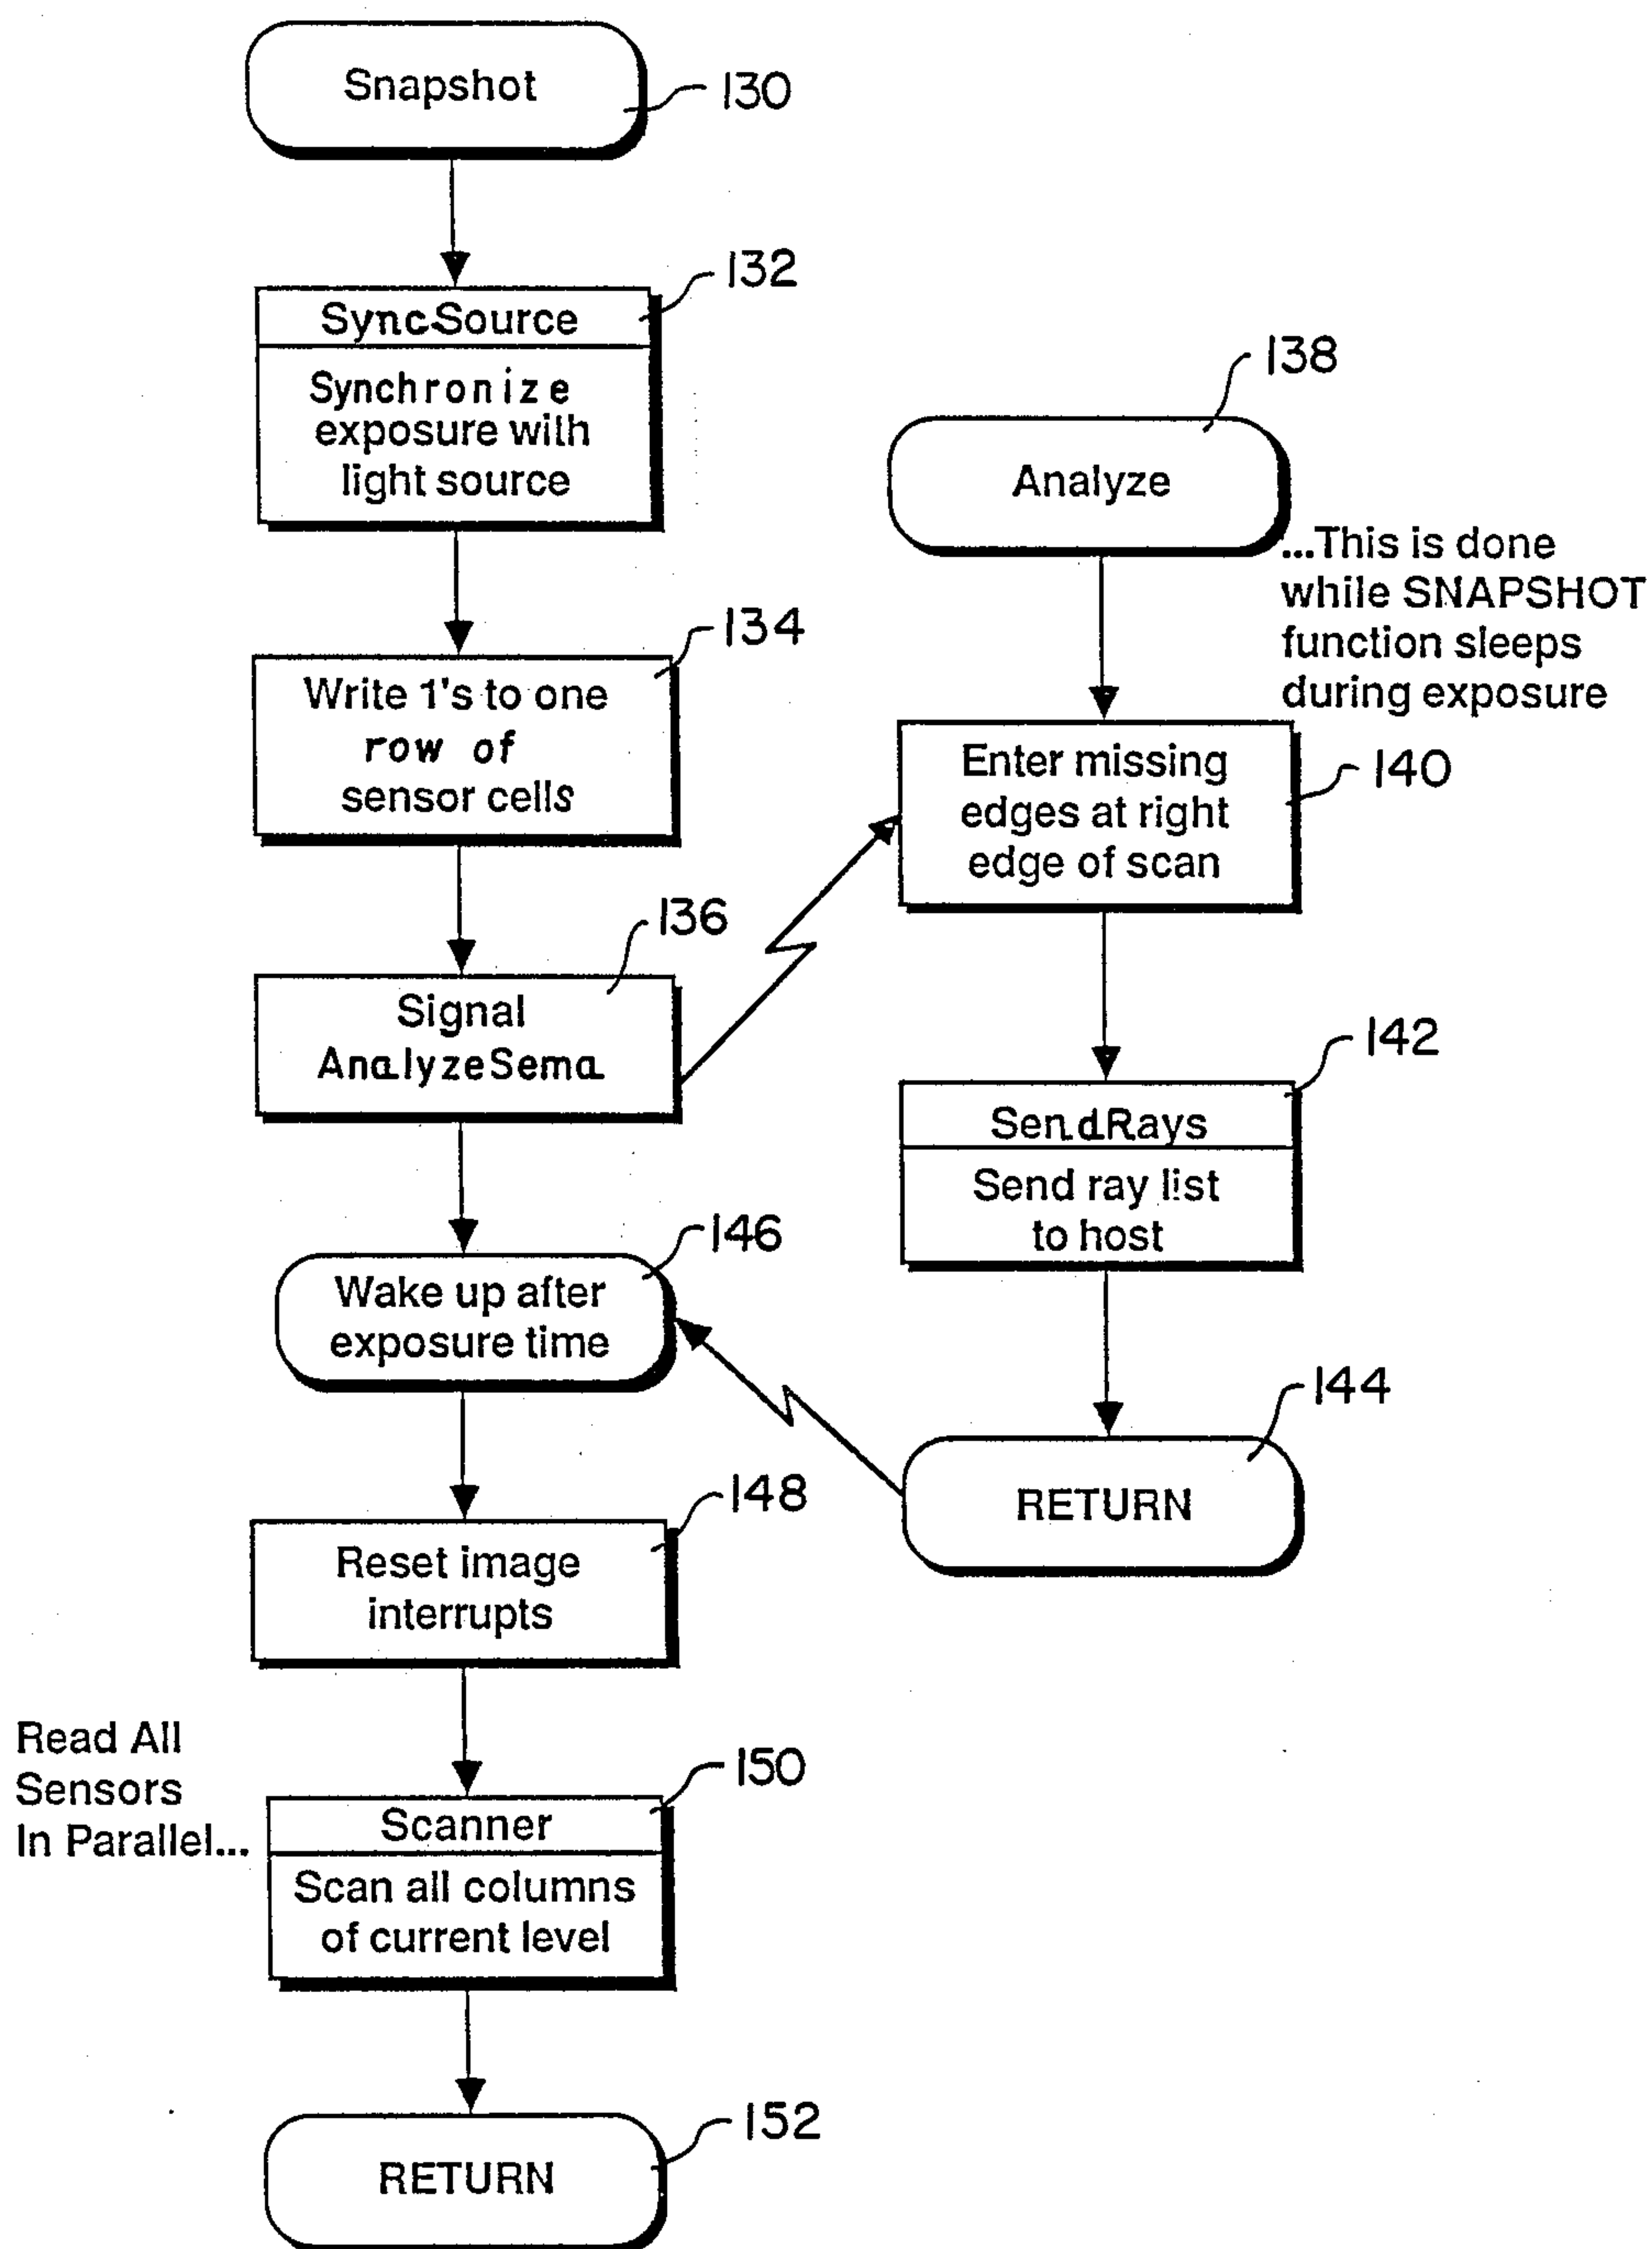 Snapshot
130
132
SyncSource
Synchronize
exposure with
light source
134
Write 1's to one
row of
sensor cells
136
Signal
AnalyzeSema
146
Wake up after
exposure time
148
Reset image
interrupts
Read All
Sensors
In Parallel...
150
Scanner
Scan all columns
of current level
152
RETURN
138
Analyze
...This is done
while SNAPSHOT
function sleeps
during exposure
Enter missing
edges at right
edge of scan
140
142
SendRays
Send ray list
to host
144
RETURN